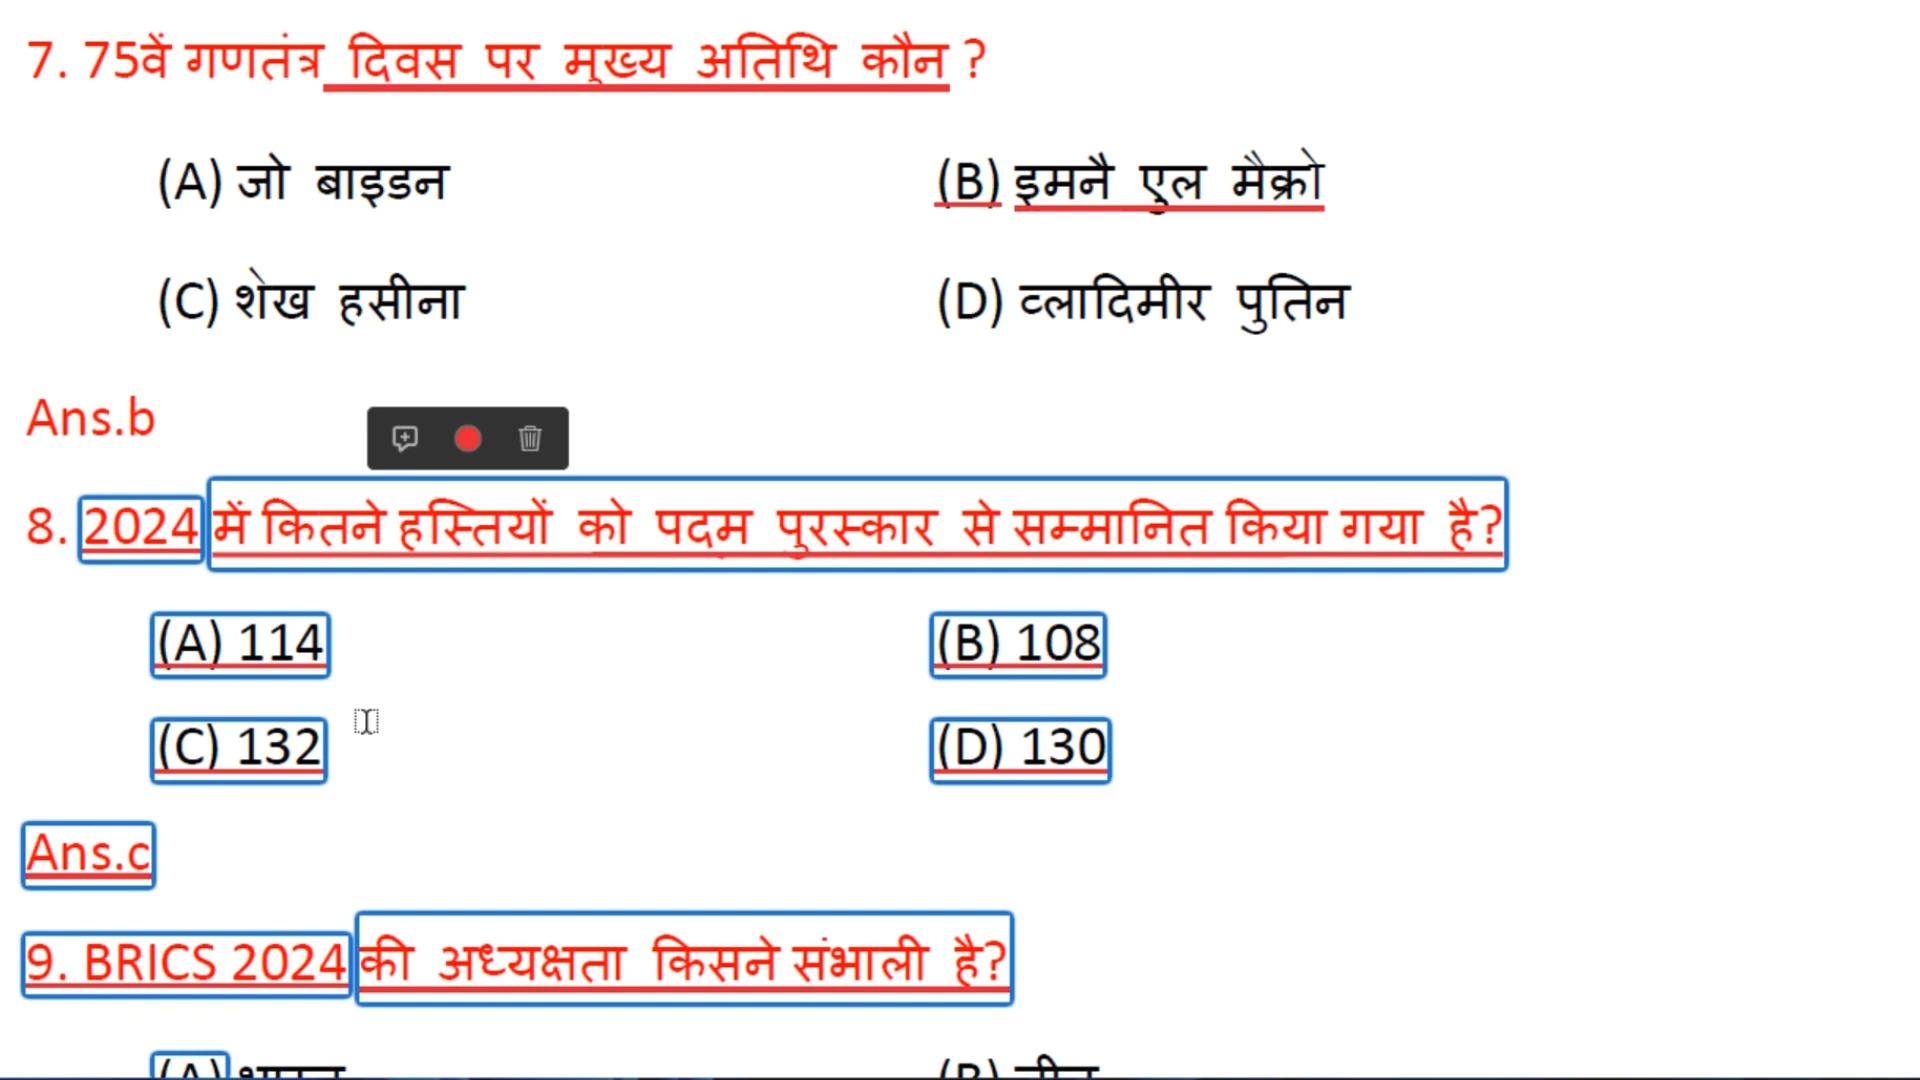 7. 75वें गणतंत्र दिवस पर मुख्य अतिथि कौन ?
(A) जो बाइडन (B) इमनै एुल मैक्रो
(C) शेख हसीना (D) व्लादिमीर पुतिन
Ans.b
8. 2024 में कितने हस्तियों को पदम पुरस्कार से सम्मानित किया गया है?
(A) 114 (B) 108
(C) 132 (D) 130
Ans.c
9. BRICS 2024 की अध्यक्षता किसने संभाली है?
(A) (B)